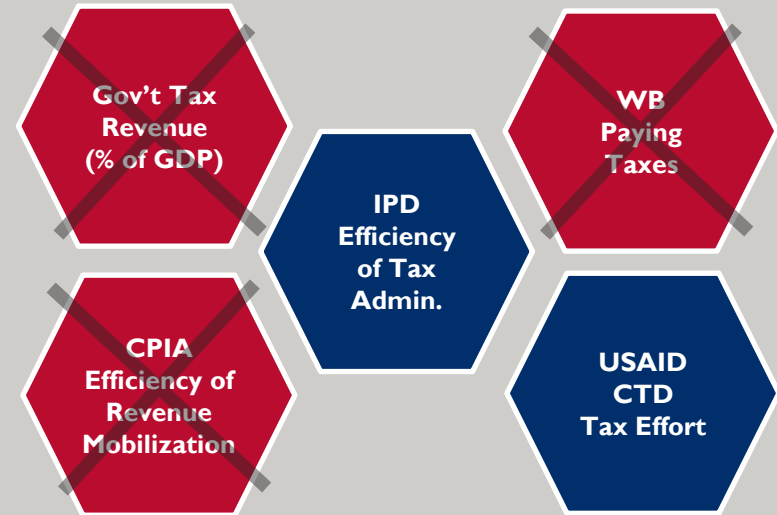 Gov't Tax
Revenue
(% of GDP)
WB
Paying
Taxes
IPD
Efficiency
of Tax
Admin.
CPIA
Efficiency of
Revenue
Mobilization
USAID
CTD
Tax Effort